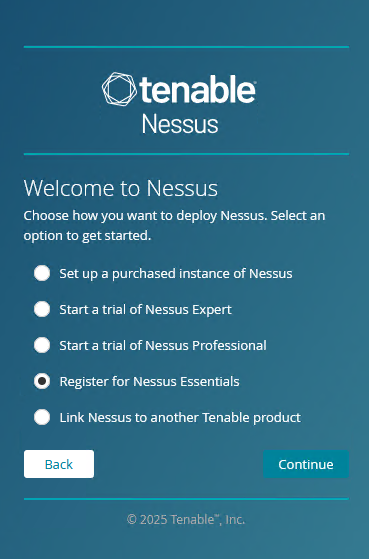 tenable™
Nessus
Welcome to Nessus
Choose how you want to deploy Nessus. Select an
option to get started.
Set up a purchased instance of Nessus
Start a trial of Nessus Expert
Start a trial of Nessus Professional
Register for Nessus Essentials
Link Nessus to another Tenable product
Back
Continue
© 2025 Tenable™, Inc.